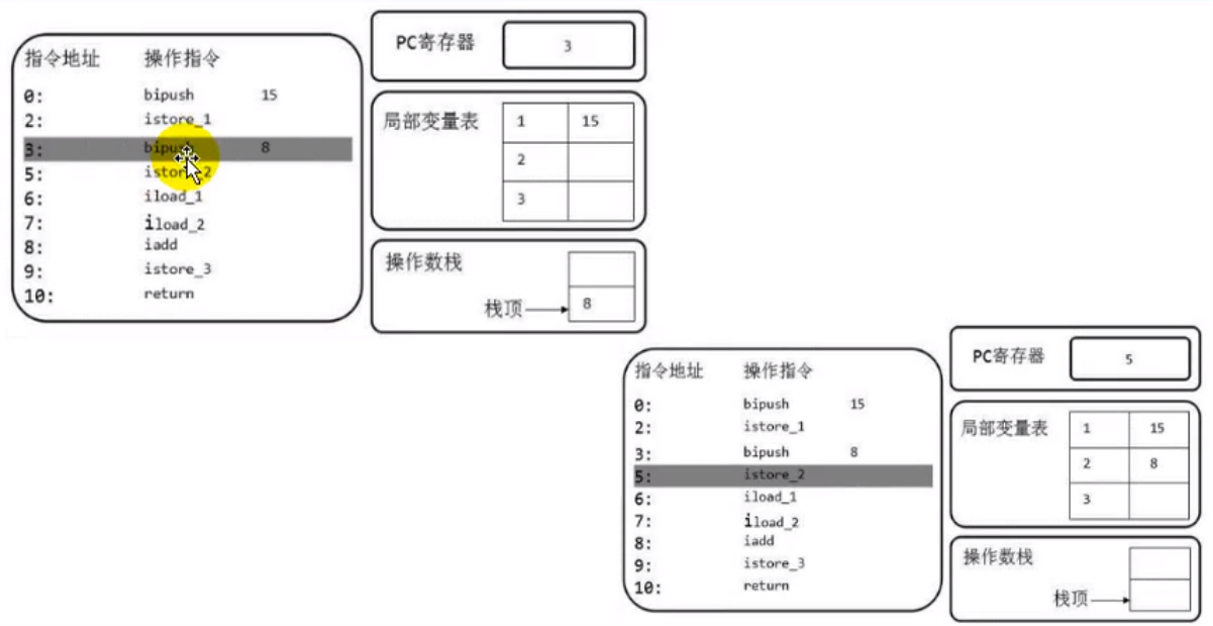 指令地址 操作指令
0: bipush 15
2: istore_1
3: bipush 8
5: istore_2
6: iload_1
7: iload_2
8: iadd
9: istore_3
10: return
PC寄存器 3
局部变量表 1 15
2
3
操作数栈
栈顶 8
指令地址 操作指令
0: bipush 15
2: istore_1
3: bipush 8
5: istore_2
6: iload_1
7: iload_2
8: iadd
9: istore_3
10: return
PC寄存器 5
局部变量表 1 15
2 8
3
操作数栈
栈顶